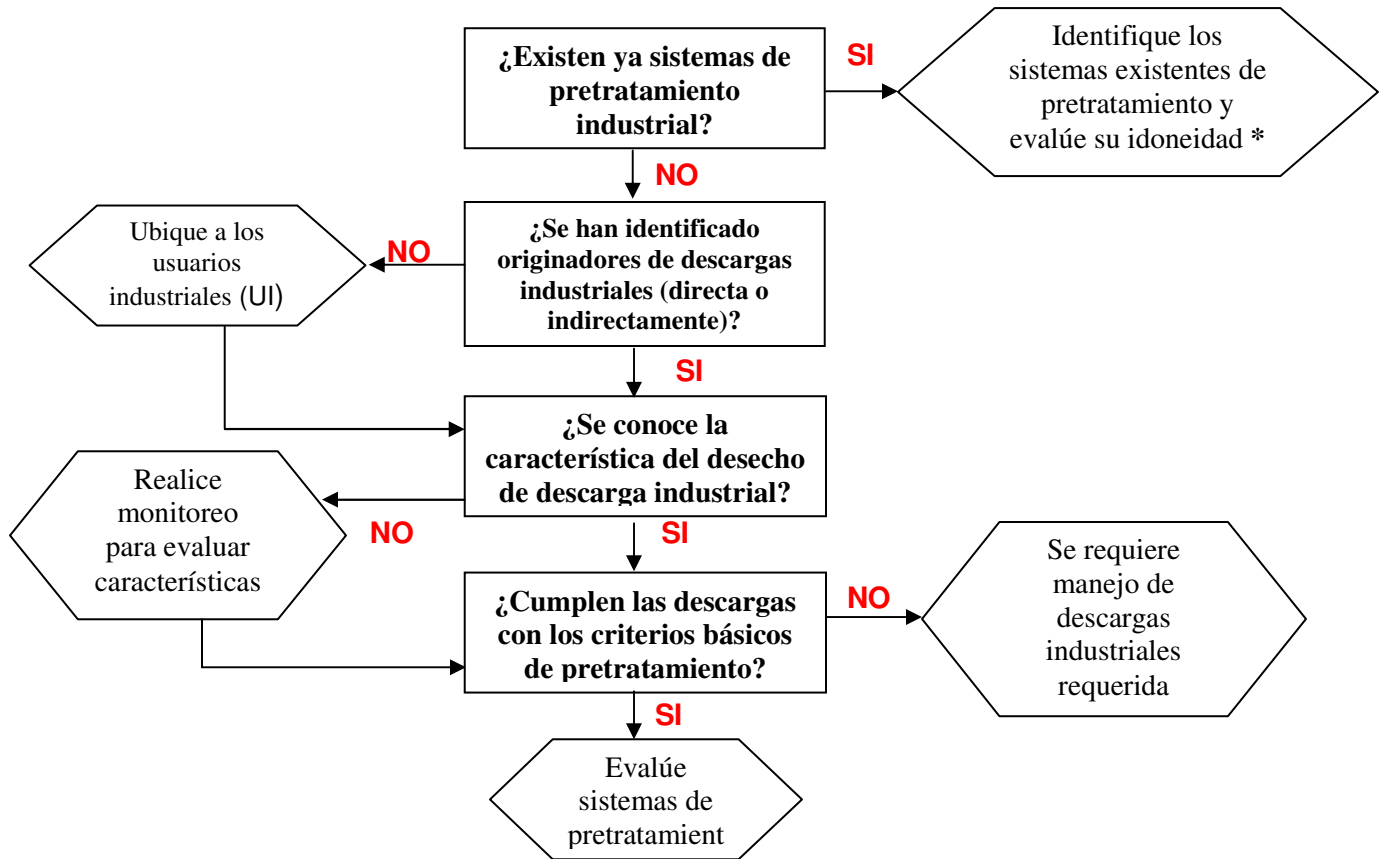 ¿Existen ya sistemas de
pretratamiento
industrial?
SI
Identifique los
sistemas existentes de
pretratamiento y
evalúe su idoneidad *
NO
¿Se han identificado
originadores de descargas
industriales (directa o
indirectamente)?
NO
Ubique a los
usuarios
industriales (UI)
SI
¿Se conoce la
característica del desecho
de descarga industrial?
NO
Realice
monitoreo
para evaluar
características
SI
¿Cumplen las descargas
con los criterios básicos
de pretratamiento?
NO
Se requiere
manejo de
descargas
industriales
requerida
SI
Evalúe
sistemas de
pretratamient